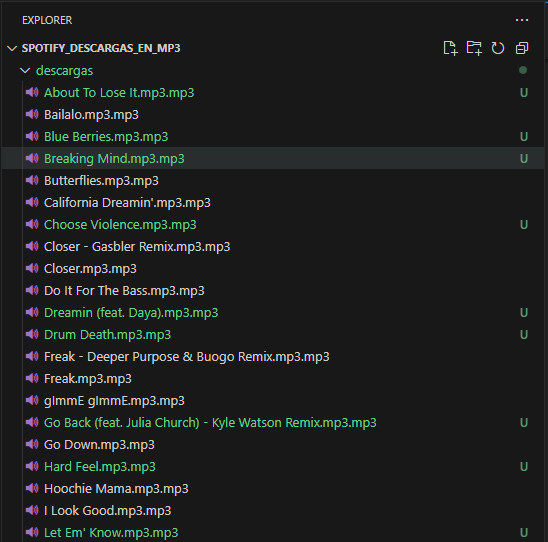 EXPLORER
SPOTIFY_DESCARGAS_EN_MP3
descargas
About To Lose It.mp3.mp3 U
Bailalo.mp3.mp3
Blue Berries.mp3.mp3 U
Breaking Mind.mp3.mp3 U
Butterflies.mp3.mp3
California Dreamin'.mp3.mp3
Choose Violence.mp3.mp3 U
Closer - Gasbler Remix.mp3.mp3
Closer.mp3.mp3
Do It For The Bass.mp3.mp3
Dreamin (feat. Daya).mp3.mp3 U
Drum Death.mp3.mp3 U
Freak - Deeper Purpose & Buogo Remix.mp3.mp3
Freak.mp3.mp3
gImmE gImmE.mp3.mp3
Go Back (feat. Julia Church) - Kyle Watson Remix.mp3.mp3 U
Go Down.mp3.mp3
Hard Feel.mp3.mp3 U
Hoochie Mama.mp3.mp3
I Look Good.mp3.mp3
Let Em' Know.mp3.mp3 U